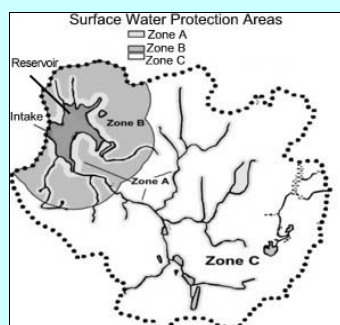 Surface Water Protection Areas
Zone A
Zone B
Zone C
Reservoir
Intake
Zone B
Zone A
Zone C